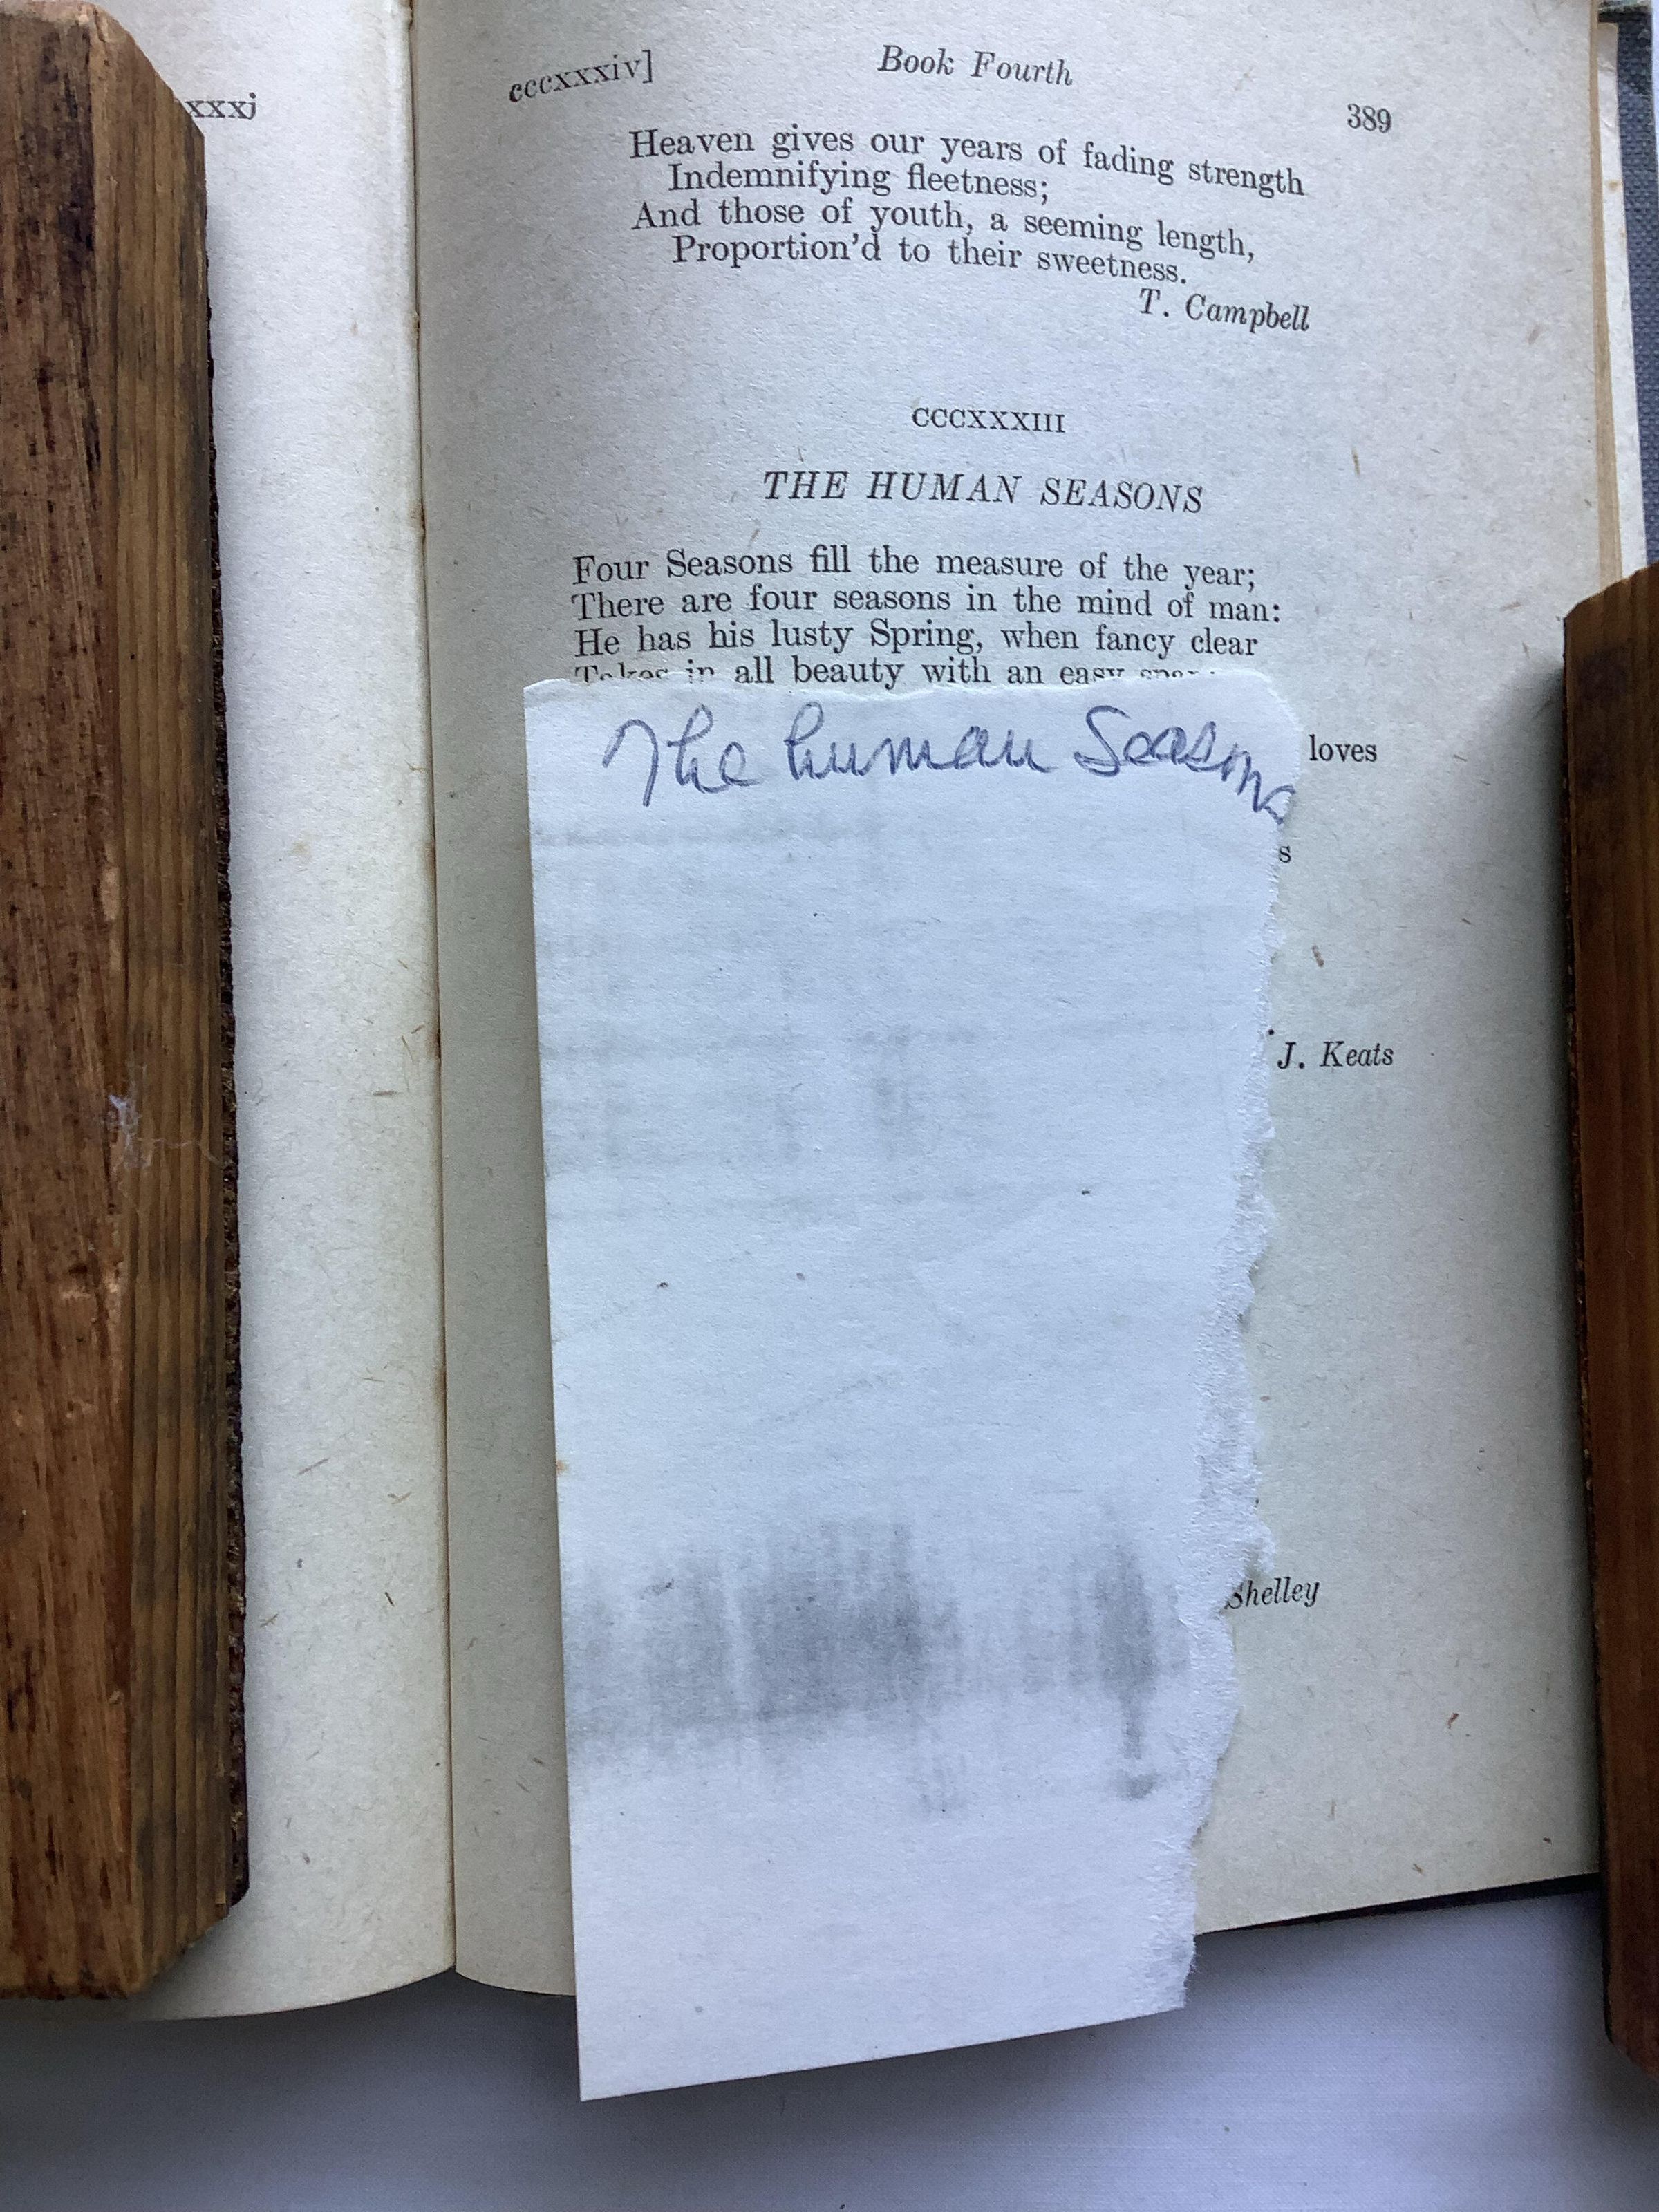 xxxj
cccxxxiv] Book Fourth 389
Heaven gives our years of fading strength
Indemnifying fleetness;
And those of youth, a seeming length,
Proportion'd to their sweetness.
T. Campbell
CCCXXXIII
THE HUMAN SEASONS
Four Seasons fill the measure of the year;
There are four seasons in the mind of man:
He has his lusty Spring, when fancy clear
Takes in all beauty with an easy
The human Seasons
loves
s
J. Keats
Shelley